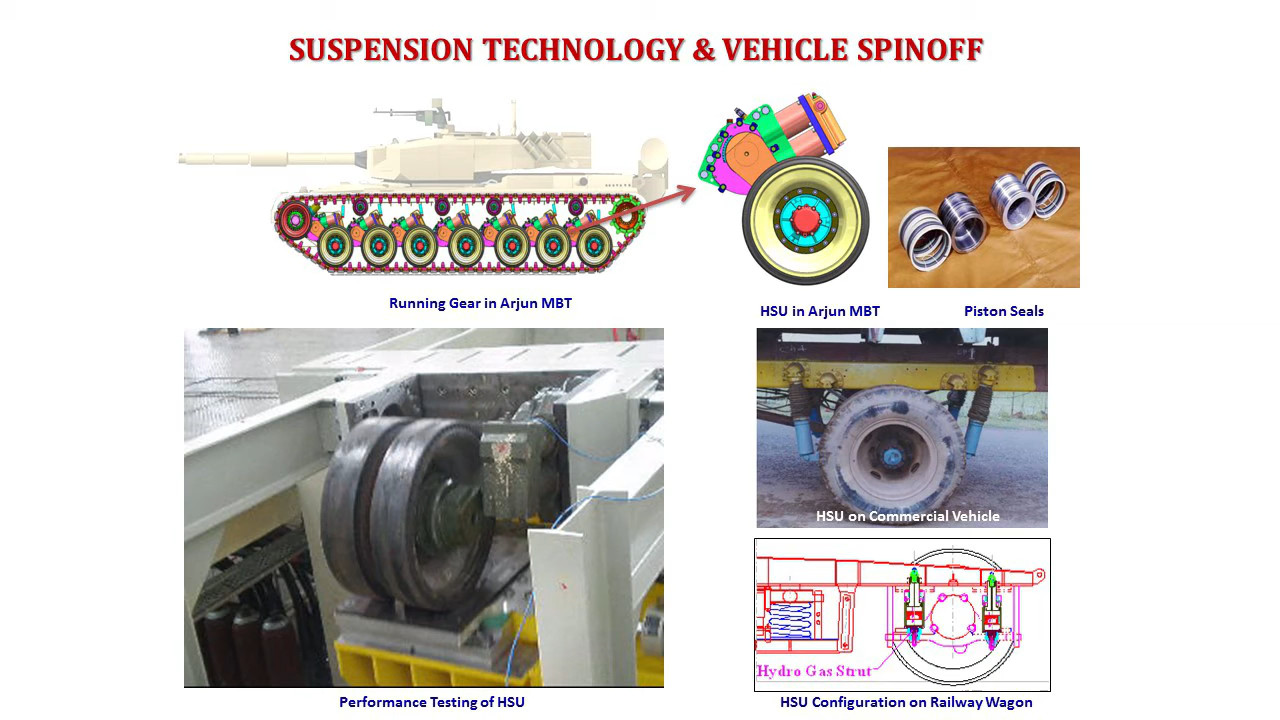 SUSPENSION TECHNOLOGY & VEHICLE SPINOFF
Running Gear in Arjun MBT
HSU in Arjun MBT
Piston Seals
HSU on Commercial Vehicle
Hydro Gas Strut
Performance Testing of HSU
HSU Configuration on Railway Wagon